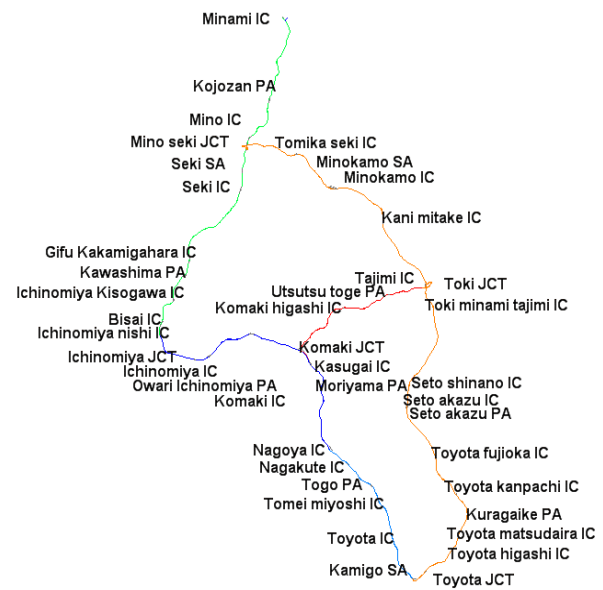 Minami IC
Kojozan PA
Mino IC
Mino seki JCT
Tomika seki IC
Seki SA
Minokamo SA
Minokamo IC
Seki IC
Kani mitake IC
Gifu Kakamigahara IC
Kawashima PA
Tajimi IC
Toki JCT
Ichinomiya Kisogawa IC
Utsutsu toge PA
Toki minami tajimi IC
Komaki higashi IC
Bisai IC
Ichinomiya nishi IC
Komaki JCT
Ichinomiya JCT
Kasugai IC
Ichinomiya IC
Owari Ichinomiya PA
Moriyama PA
Seto shinano IC
Komaki IC
Seto akazu IC
Seto akazu PA
Nagoya IC
Toyota fujioka IC
Nagakute IC
Togo PA
Toyota kanpachi IC
Tomei miyoshi IC
Kuragaike PA
Toyota IC
Toyota matsudaira IC
Toyota higashi IC
Kamigo SA
Toyota JCT